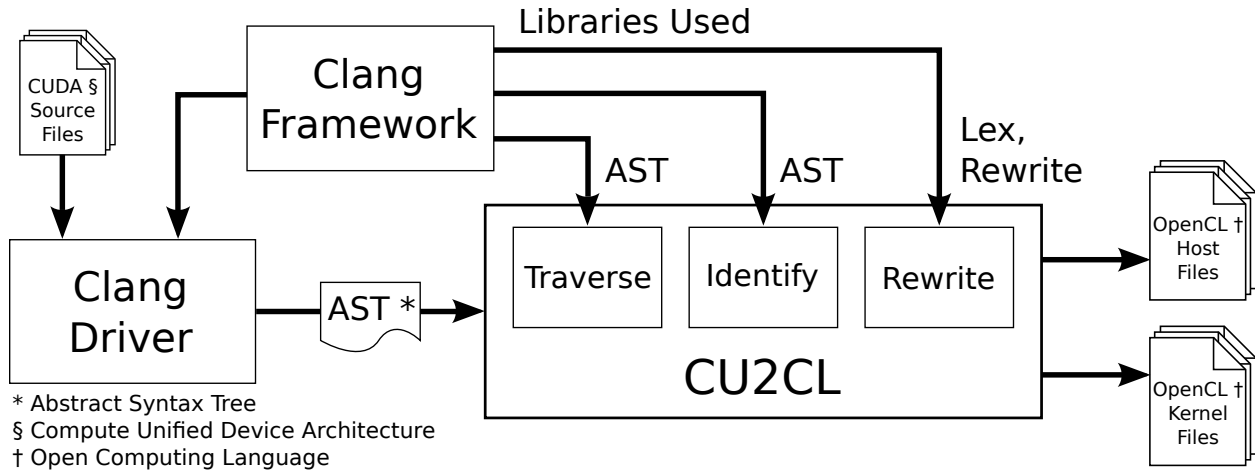 Libraries Used
CUDA §
Source
Files
Clang
Framework
AST
AST
Lex,
Rewrite
Clang
Driver
AST *
Traverse
Identify
Rewrite
CU2CL
OpenCL †
Host
Files
OpenCL †
Kernel
Files
* Abstract Syntax Tree
§ Compute Unified Device Architecture
† Open Computing Language